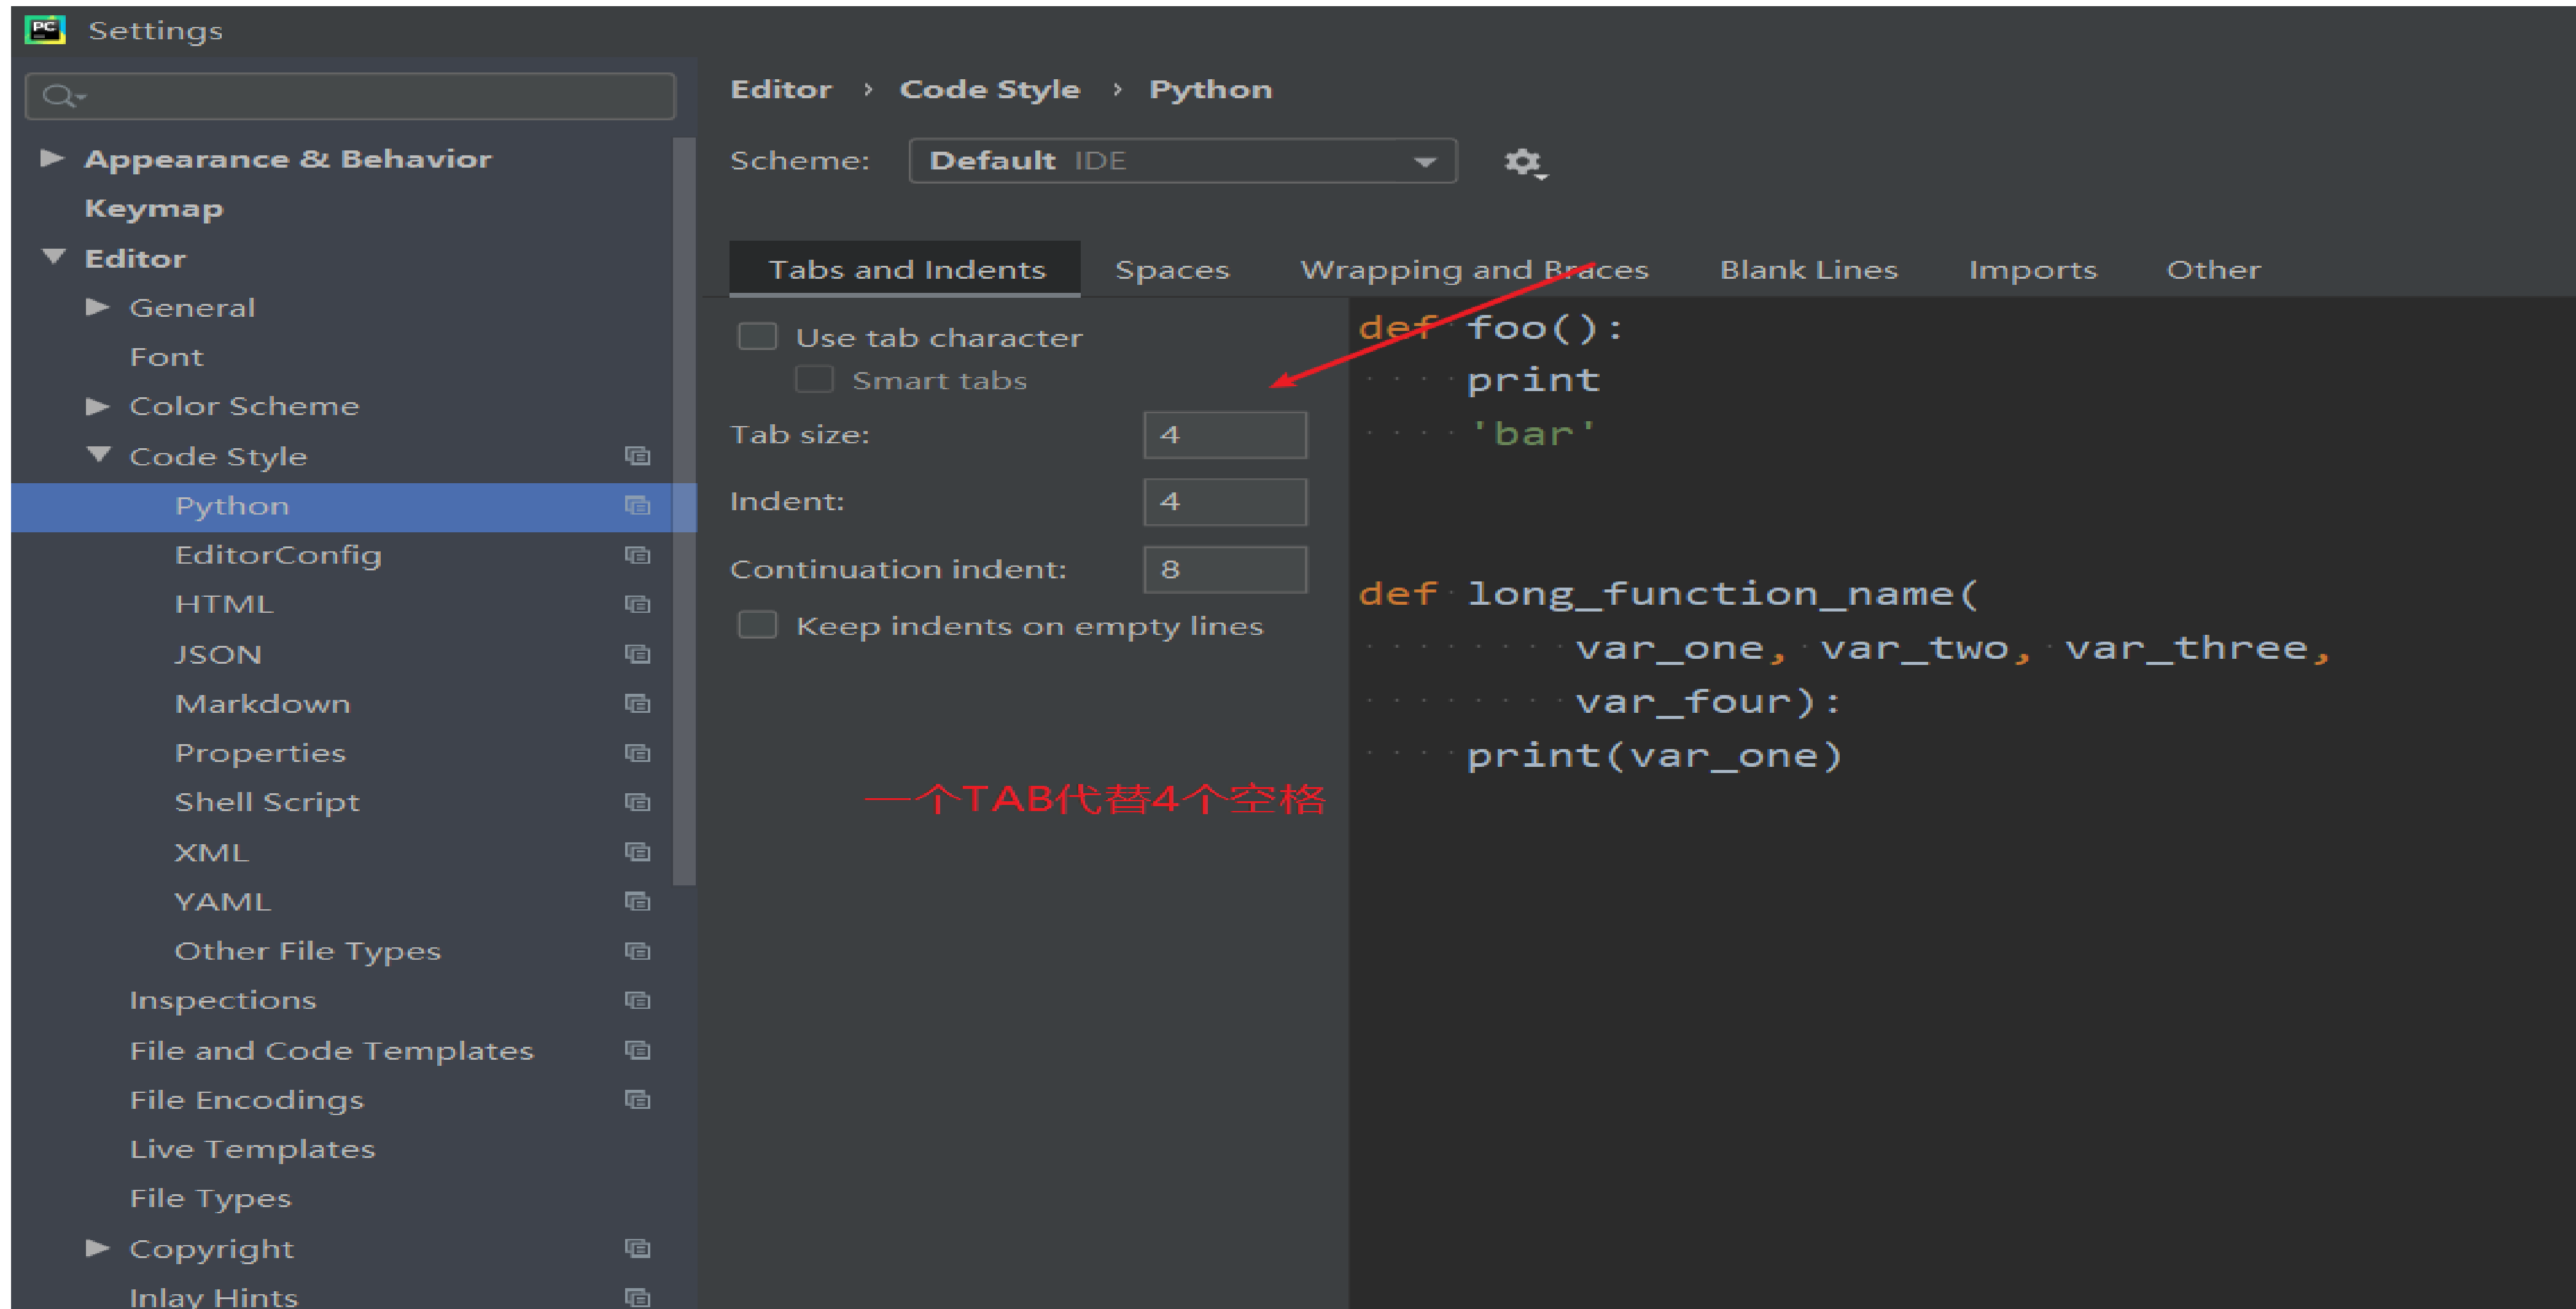 PC Settings
Appearance & Behavior
Keymap
Editor
General
Font
Color Scheme
Code Style
Python
EditorConfig
HTML
JSON
Markdown
Properties
Shell Script
XML
YAML
Other File Types
Inspections
File and Code Templates
File Encodings
Live Templates
File Types
Copyright
Inlay Hints
Editor › Code Style › Python
Scheme: Default IDE
Tabs and Indents Spaces Wrapping and Braces Blank Lines Imports Other
Use tab character
Smart tabs
Tab size: 4
Indent: 4
Continuation indent: 8
Keep indents on empty lines
一个TAB代替4个空格
def foo():
    print
    'bar'
def long_function_name(
        var_one, var_two, var_three,
        var_four):
    print(var_one)